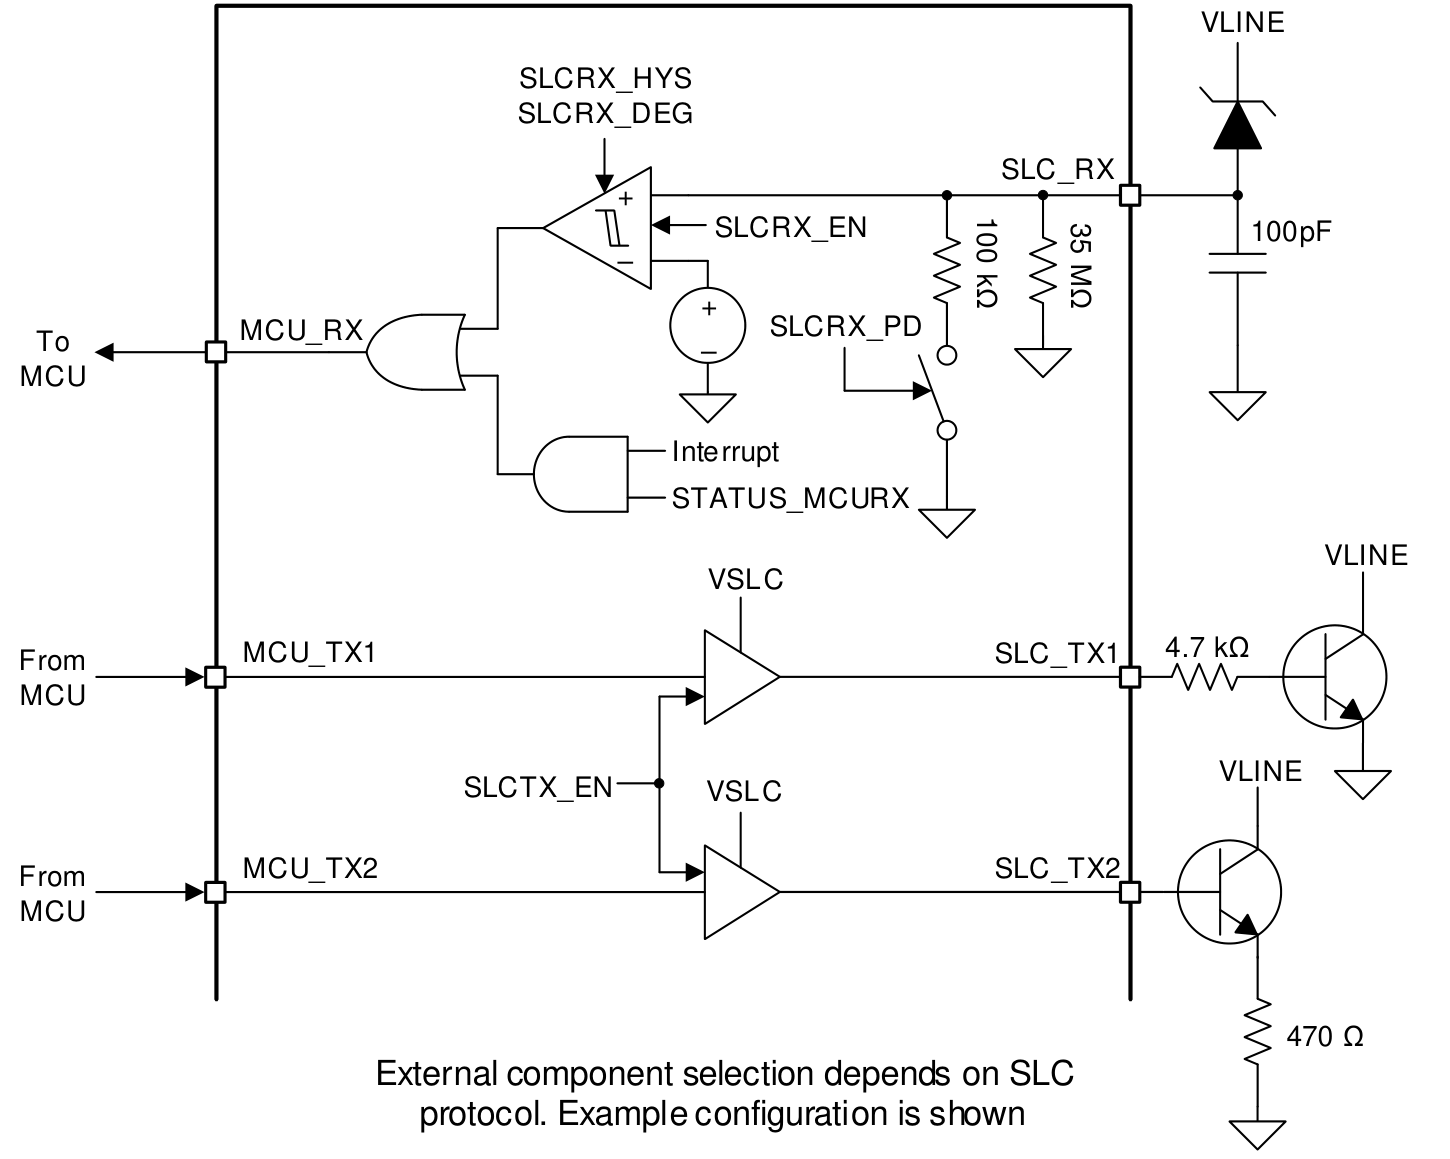 VLINE
SLCRX_HYS
SLCRX_DEG
SLC_RX
+
SLCRX_EN
−
100 kΩ
35 MΩ
100pF
To
MCU
MCU_RX
+
−
SLCRX_PD
Interrupt
STATUS_MCURX
VLINE
VSLC
From
MCU
MCU_TX1
SLC_TX1
4.7 kΩ
SLCTX_EN
VSLC
VLINE
From
MCU
MCU_TX2
SLC_TX2
470 Ω
External component selection depends on SLC
protocol. Example configuration is shown